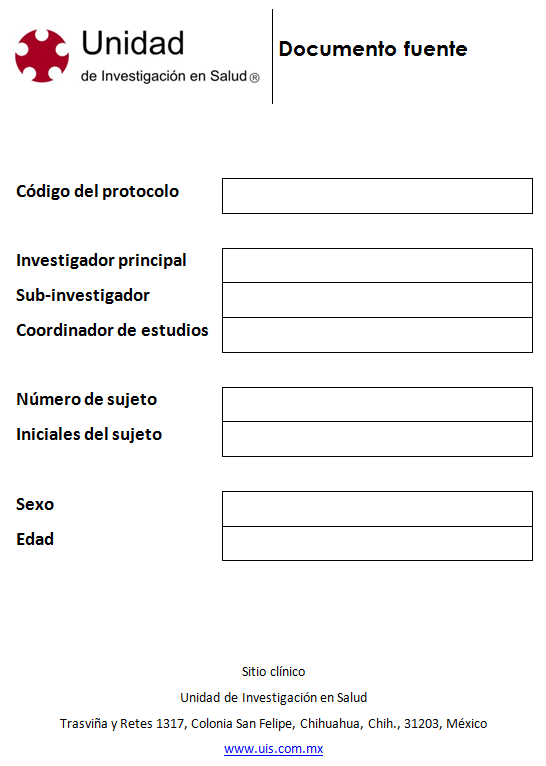 Unidad
de Investigación en Salud®
Documento fuente
Código del protocolo
Investigador principal
Sub-investigador
Coordinador de estudios
Número de sujeto
Iniciales del sujeto
Sexo
Edad
Sitio clínico
Unidad de Investigación en Salud
Trasviña y Retes 1317, Colonia San Felipe, Chihuahua, Chih., 31203, México
www.uis.com.mx